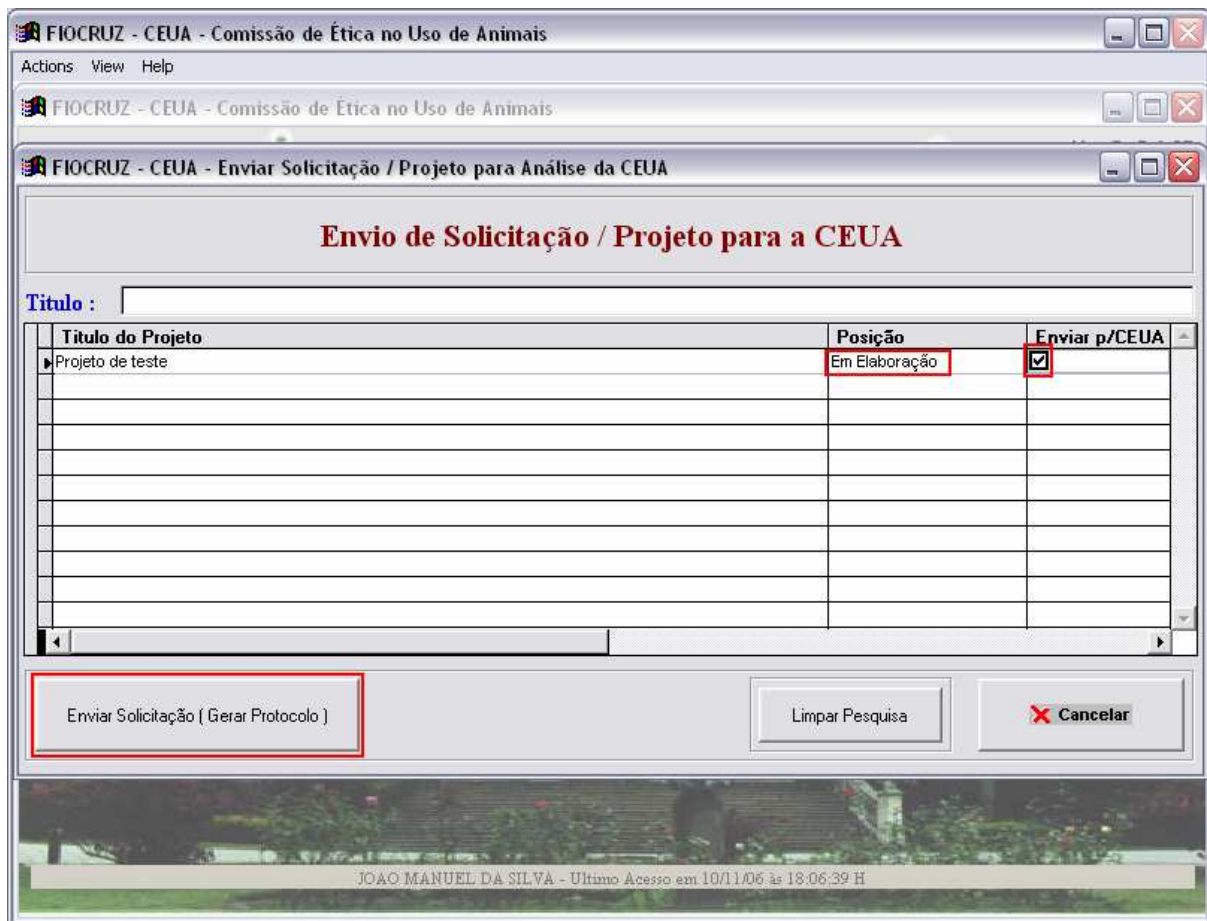 FIOCRUZ - CEUA - Comissão de Ética no Uso de Animais
Actions View Help
FIOCRUZ - CEUA - Comissão de Ética no Uso de Animais
FIOCRUZ - CEUA - Enviar Solicitação / Projeto para Análise da CEUA
Envio de Solicitação / Projeto para a CEUA
Titulo :
Titulo do Projeto Posição Enviar p/CEUA
Projeto de teste Em Elaboração
Enviar Solicitação ( Gerar Protocolo ) Limpar Pesquisa Cancelar
JOAO MANUEL DA SILVA - Ultimo Acesso em 10/11/06 às 18:06:39 H